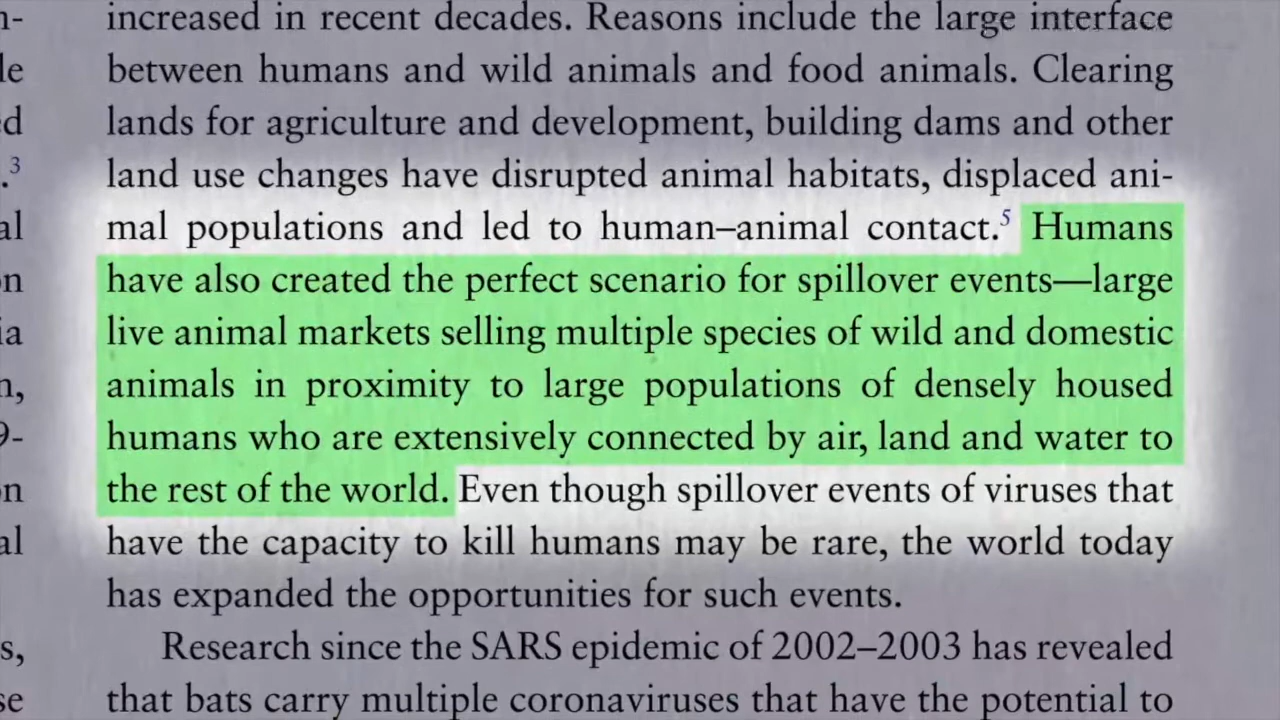 increased in recent decades. Reasons include the large interface
between humans and wild animals and food animals. Clearing
lands for agriculture and development, building dams and other
land use changes have disrupted animal habitats, displaced ani-
mal populations and led to human–animal contact.5 Humans
have also created the perfect scenario for spillover events—large
live animal markets selling multiple species of wild and domestic
animals in proximity to large populations of densely housed
humans who are extensively connected by air, land and water to
the rest of the world. Even though spillover events of viruses that
have the capacity to kill humans may be rare, the world today
has expanded the opportunities for such events.
Research since the SARS epidemic of 2002–2003 has revealed
that bats carry multiple coronaviruses that have the potential to